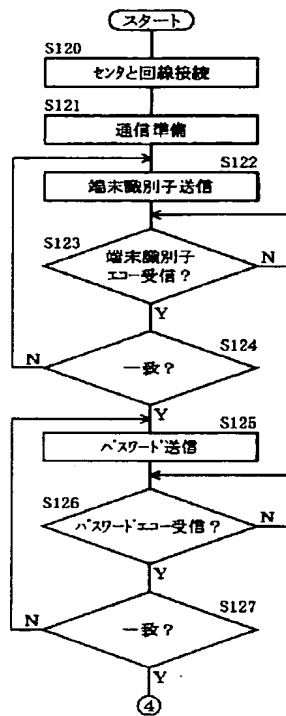 スタート
S120
センタと回線接続
S121
通信準備
S122
端末識別子送信
S123
端末識別子
エコー受信？
N
Y
S124
一致？
N
Y
S125
パスワード送信
S126
パスワードエコー受信？
N
Y
S127
一致？
N
Y
4